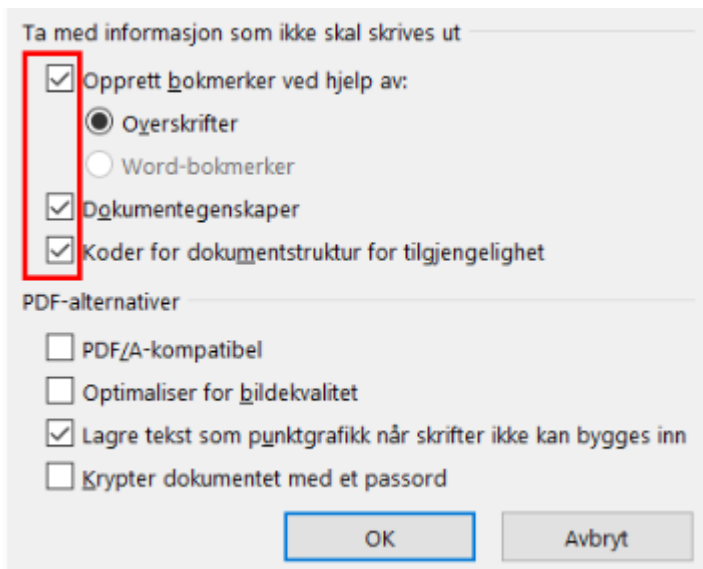 Ta med informasjon som ikke skal skrives ut
Opprett bokmerker ved hjelp av:
Overskrifter
Word-bokmerker
Dokumentegenskaper
Koder for dokumentstruktur for tilgjengelighet
PDF-alternativer
PDF/A-kompatibel
Optimaliser for bildekvalitet
Lagre tekst som punktgrafikk når skrifter ikke kan bygges inn
Krypter dokumentet med et passord
OK Avbryt